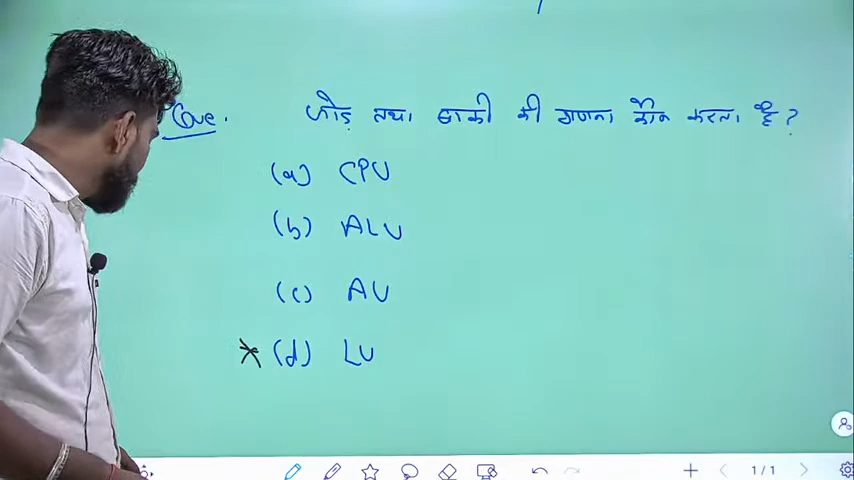 Que. जोड़ तथा बाकी की गणना कौन करता है?
(a) CPU
(b) ALU
(c) AU
* (d) LU
1/1